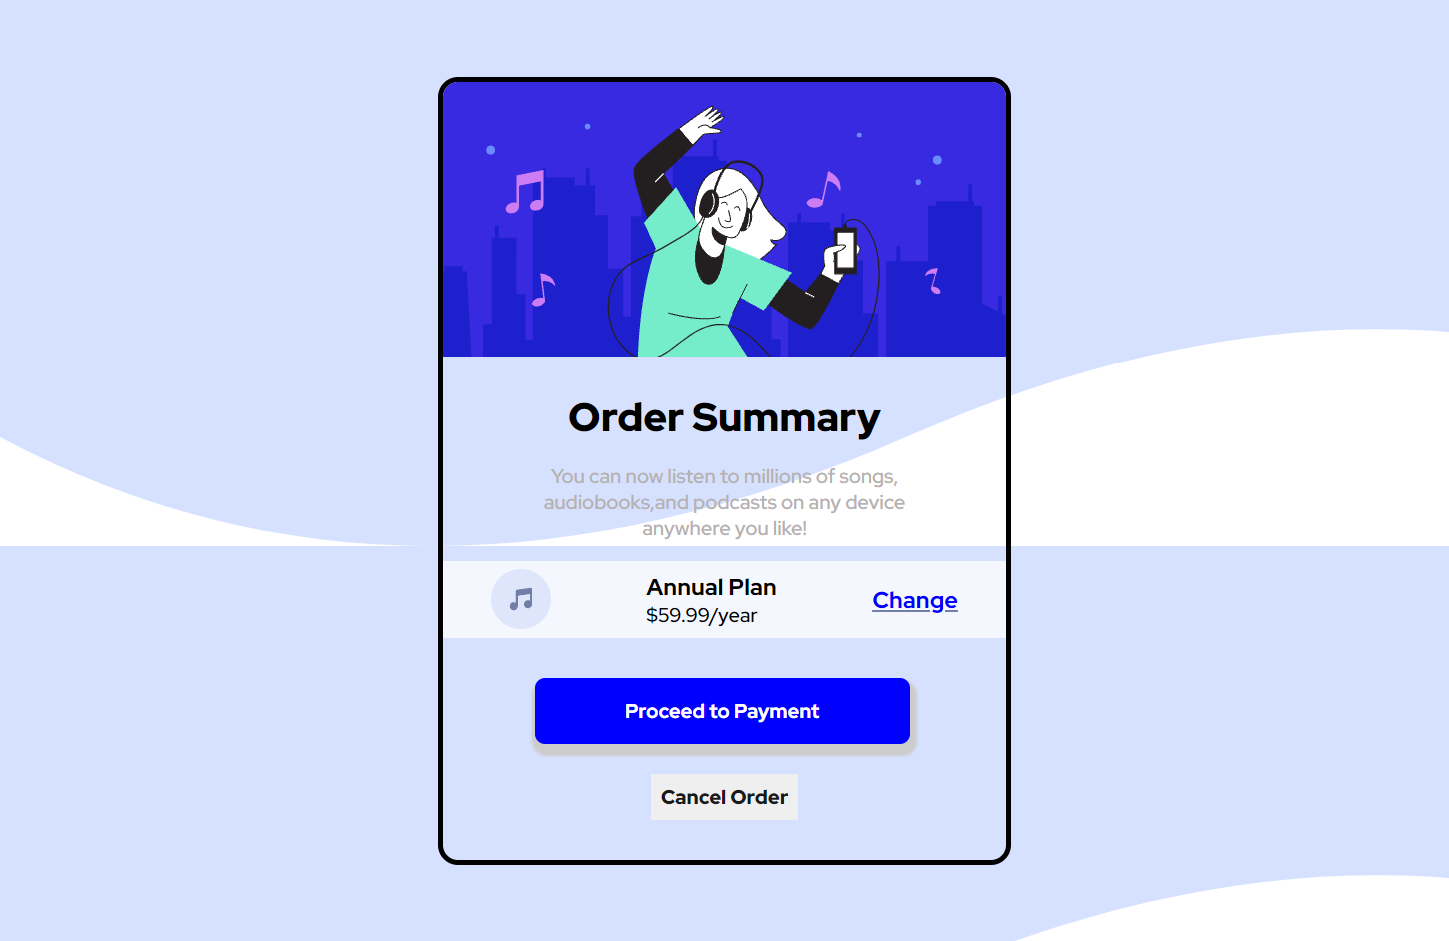 Order Summary
You can now listen to millions of songs,
audiobooks,and podcasts on any device
anywhere you like!
Annual Plan
$59.99/year
Change
Proceed to Payment
Cancel Order